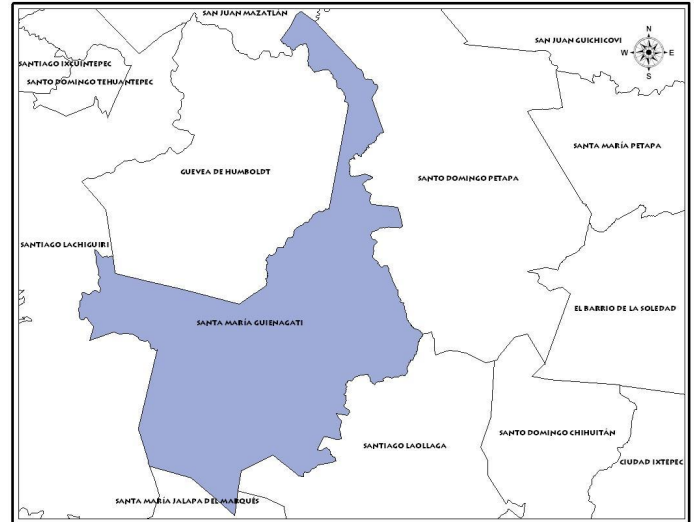 SAN JUAN MAZATLÁN
SAN JUAN GUICHICOVI
N
W
E
S
SANTIAGO IXCUINTEPEC
SANTO DOMINGO TEHUANTEPEC
SANTA MARÍA PETAPA
GUEVEA DE HUMBOLDT
SANTO DOMINGO PETAPA
SANTIAGO LACHIGUIRI
EL BARRIO DE LA SOLEDAD
SANTA MARÍA GUIENAGATI
SANTO DOMINGO CHIHUITÁN
SANTIAGO LAOLLAGA
CIUDAD IXTEPEC
SANTA MARÍA JALAPA DEL MARQUÉS